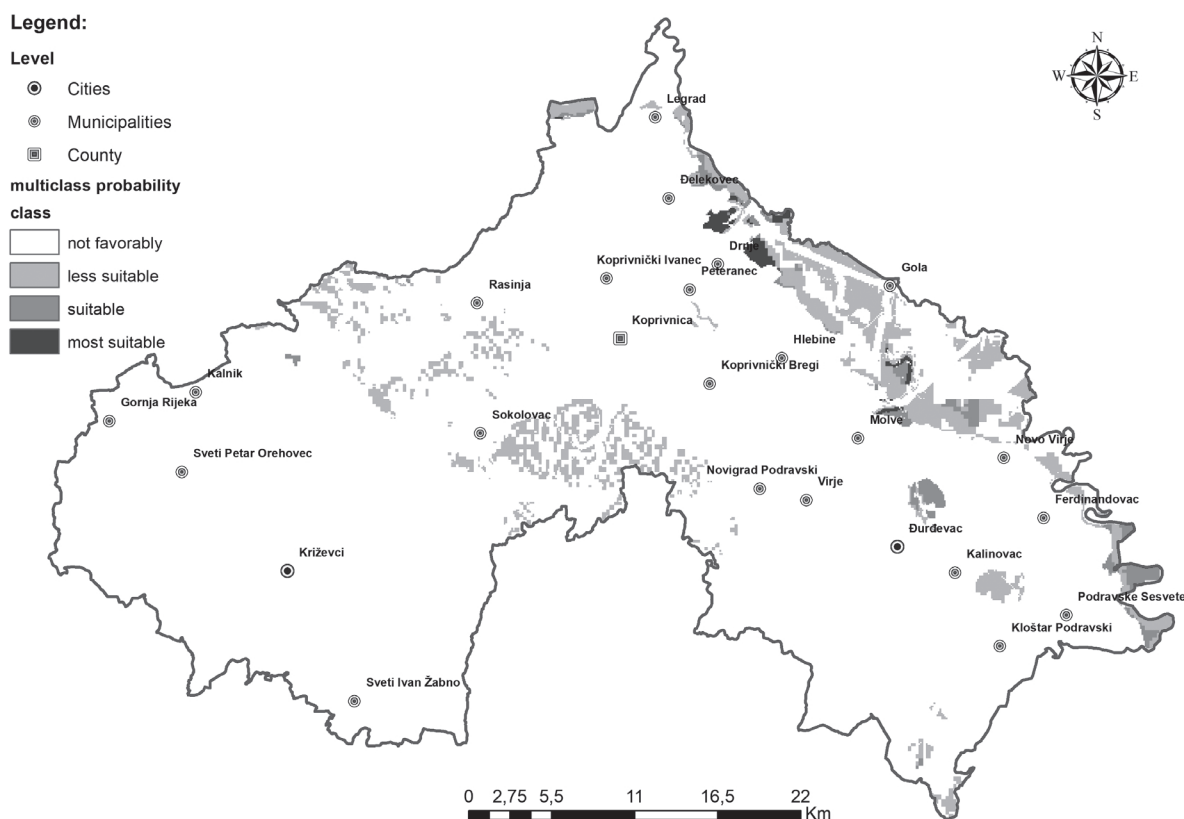 Legend:
Level
Cities
Municipalities
County
multiclass probability
class
not favorably
less suitable
suitable
most suitable
N
W E
S
Legrad
Đelekovec
Drnje
Koprivnički Ivanec
Peteranec
Gola
Rasinja
Koprivnica
Hlebine
Koprivnički Bregi
Kalnik
Gornja Rijeka
Sokolovac
Molve
Sveti Petar Orehovec
Novo Virje
Novigrad Podravski
Virje
Ferdinandovac
Đurđevac
Križevci
Kalinovac
Podravske Sesvete
Kloštar Podravski
Sveti Ivan Žabno
0 2,75 5,5 11 16,5 22
Km